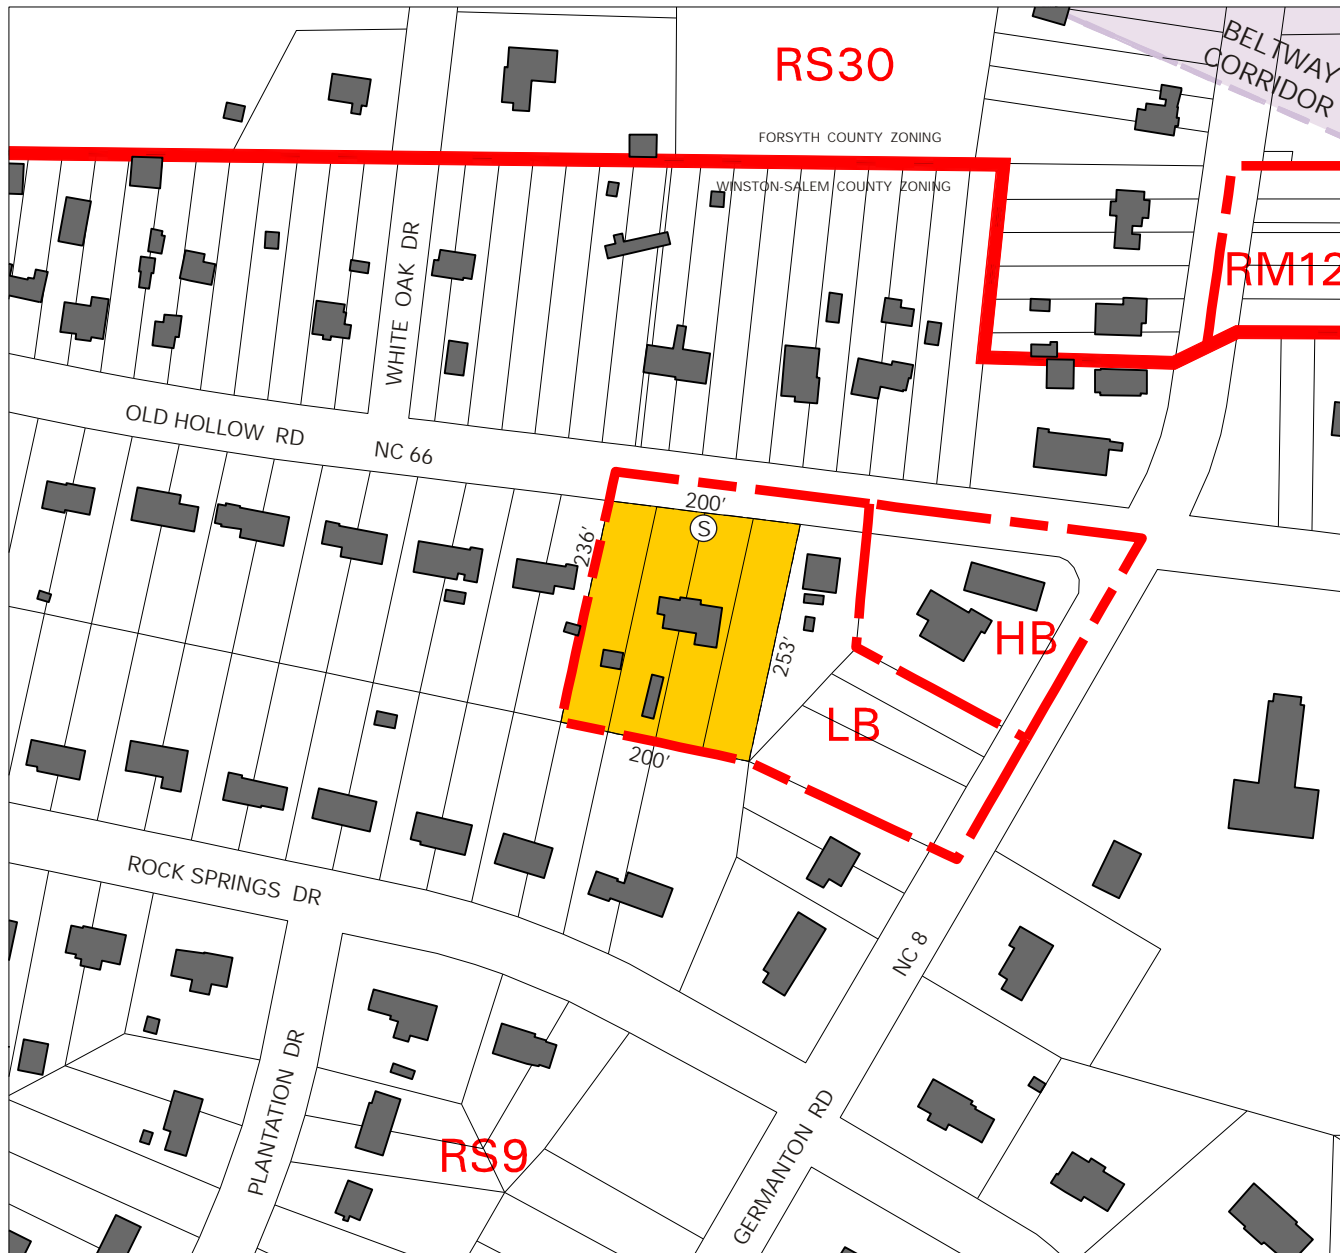 BELTWAY
CORRIDOR
RS30
FORSYTH COUNTY ZONING
WINSTON-SALEM COUNTY ZONING
RM12
WHITE OAK DR
OLD HOLLOW RD
NC 66
200'
S
236'
253'
200'
HB
LB
ROCK SPRINGS DR
NC 8
PLANTATION DR
RS9
GERMANTON RD